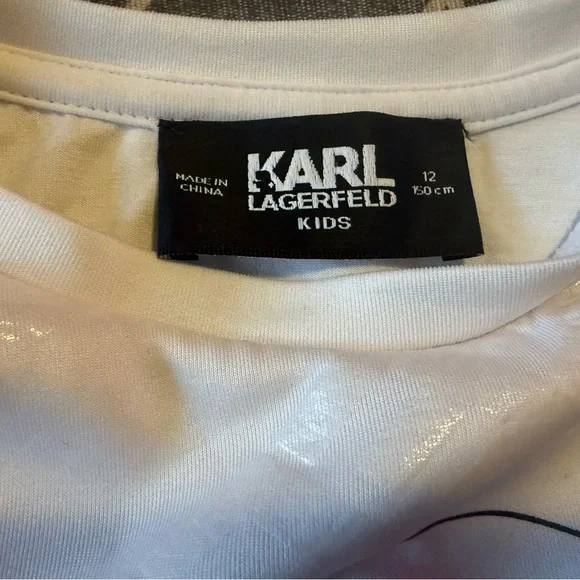 MADE IN
CHINA
KARL
LAGERFELD
KIDS
12
150 cm